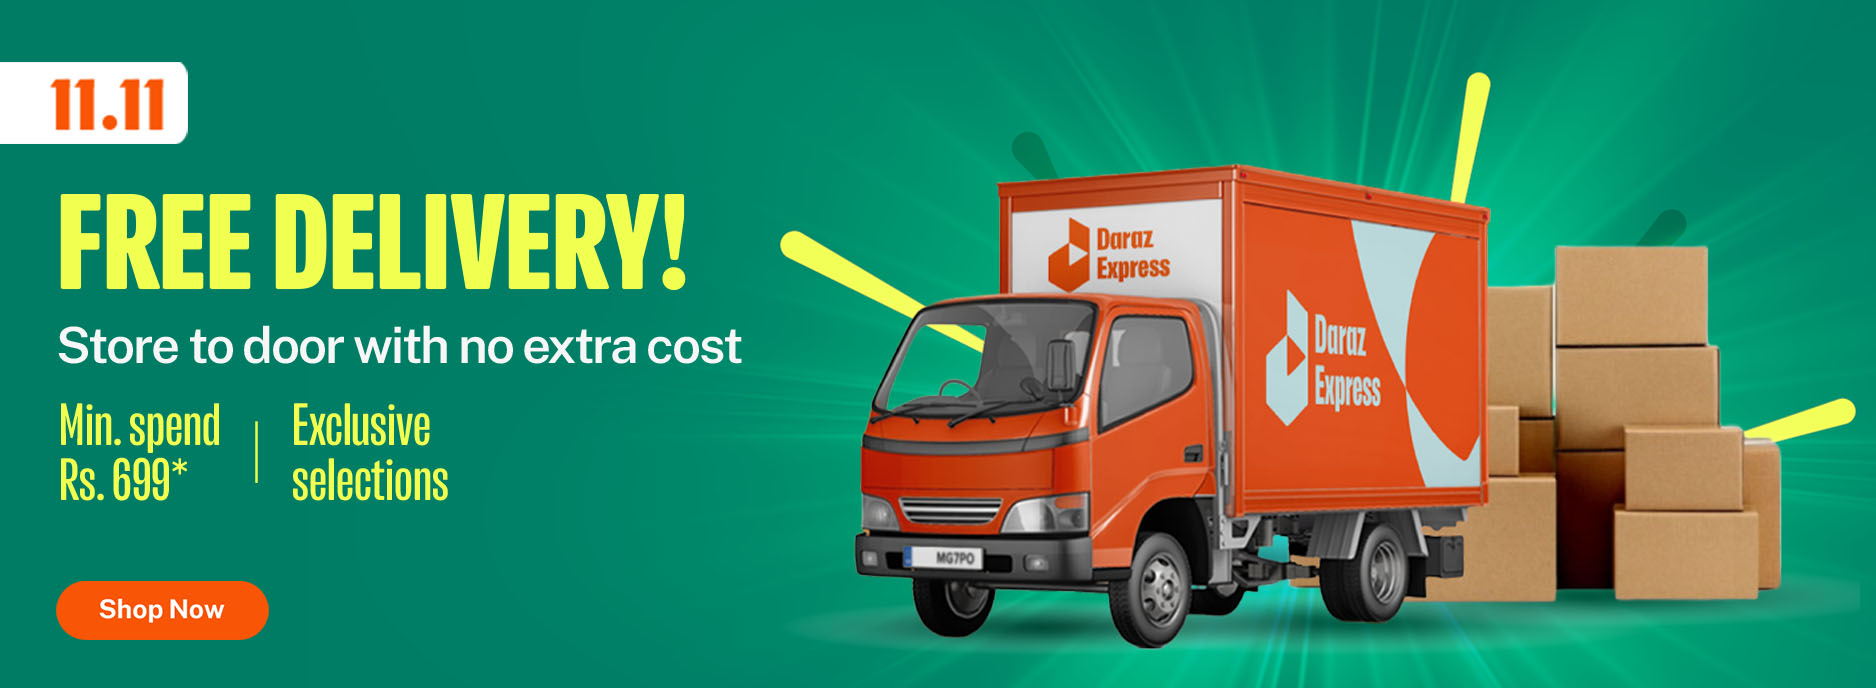 11.11
FREE DELIVERY!
Store to door with no extra cost
Min. spend
Rs. 699*
Exclusive
selections
Shop Now
Daraz
Express
Daraz
Express
MG7PO